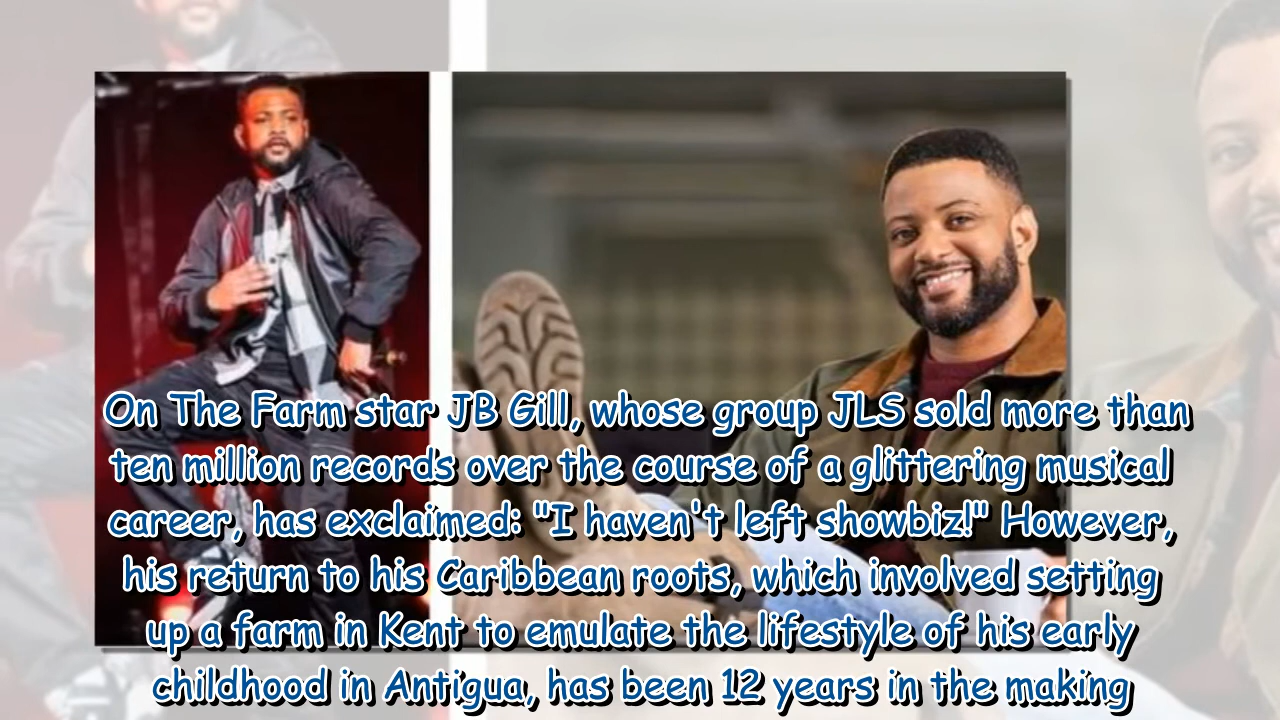 On The Farm star JB Gill, whose group JLS sold more than
ten million records over the course of a glittering musical
career, has exclaimed: "I haven't left showbiz!" However,
his return to his Caribbean roots, which involved setting
up a farm in Kent to emulate the lifestyle of his early
childhood in Antigua, has been 12 years in the making